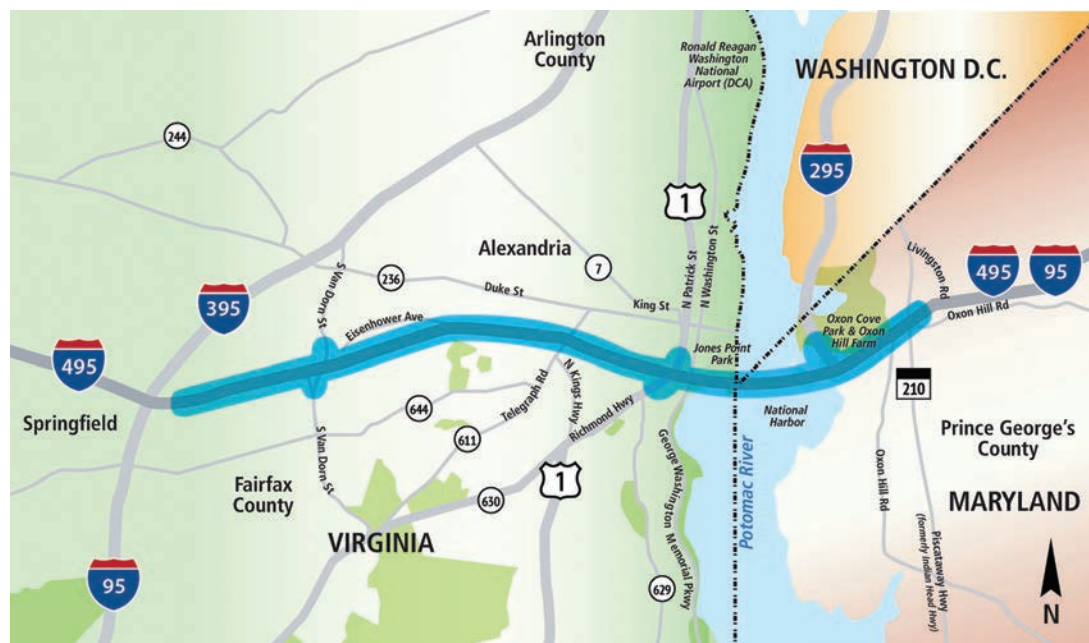 Arlington
County
Ronald Reagan
Washington
National
Airport (DCA)
WASHINGTON D.C.
244
295
1
Alexandria
7
Livingston Rd
495
95
S Van Dorn St
236
Duke St
King St
N Patrick St
N Washington St
395
Eisenhower Ave
Oxon Cove
Park & Oxon
Hill Farm
Oxon Hill Rd
495
Jones Point
Park
Springfield
644
Telegraph Rd
N Kings Hwy
Richmond Hwy
National
Harbor
210
611
Prince George's
County
S Van Dorn St
Fairfax
County
630
1
George Washington Memorial Pkwy
Potomac River
Oxon Hill Rd
MARYLAND
VIRGINIA
Piscataway Hwy
(formerly Indian Head Hwy)
95
629
N